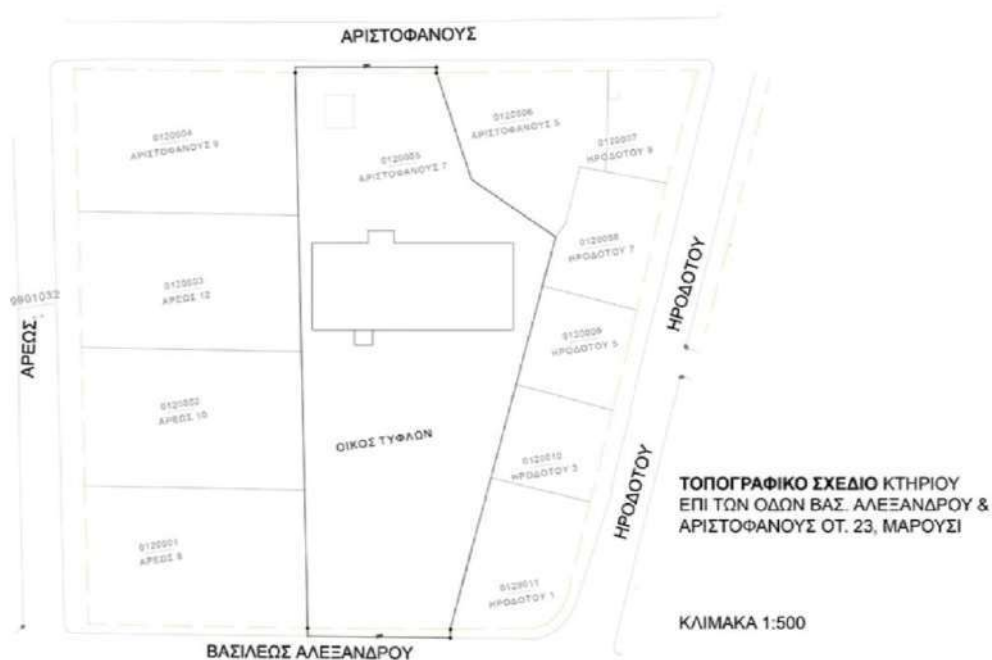 ΑΡΙΣΤΟΦΑΝΟΥΣ
0120004
ΑΡΙΣΤΟΦΑΝΟΥΣ 9
0120005
ΑΡΙΣΤΟΦΑΝΟΥΣ 7
0120006
ΑΡΙΣΤΟΦΑΝΟΥΣ 5
0120007
ΗΡΟΔΟΤΟΥ 9
0120008
ΗΡΟΔΟΤΟΥ 7
ΗΡΟΔΟΤΟΥ
9901032
ΑΡΕΩΣ
0120003
ΑΡΕΩΣ 12
0120009
ΗΡΟΔΟΤΟΥ 5
0120002
ΑΡΕΩΣ 10
ΟΙΚΟΣ ΤΥΦΛΩΝ
0120010
ΗΡΟΔΟΤΟΥ 3
ΗΡΟΔΟΤΟΥ
0120001
ΑΡΕΩΣ 8
0120011
ΗΡΟΔΟΤΟΥ 1
ΒΑΣΙΛΕΩΣ ΑΛΕΞΑΝΔΡΟΥ
ΤΟΠΟΓΡΑΦΙΚΟ ΣΧΕΔΙΟ ΚΤΗΡΙΟΥ
ΕΠΙ ΤΩΝ ΟΔΩΝ ΒΑΣ. ΑΛΕΞΑΝΔΡΟΥ &
ΑΡΙΣΤΟΦΑΝΟΥΣ ΟΤ. 23, ΜΑΡΟΥΣΙ
ΚΛΙΜΑΚΑ 1:500